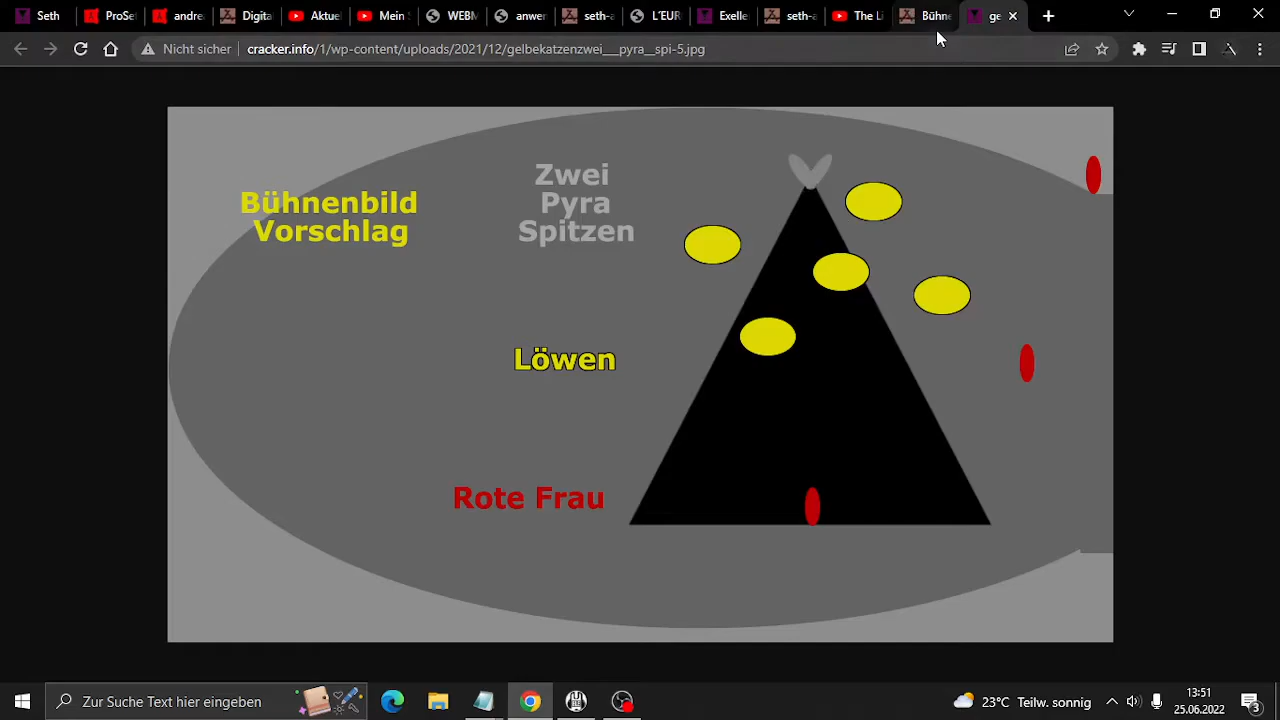 Seth
ProSe
andre
Digita
Aktue
Mein S
WEBM
anwer
seth-a
L'EUR
Exelle
seth-a
The Li
Bühne
ge
Nicht sicher
cracker.info/1/wp-content/uploads/2021/12/gelbekatzenzwei__pyra__spi-5.jpg
Bühnenbild
Vorschlag
Zwei
Pyra
Spitzen
Löwen
Rote Frau
Zur Suche Text hier eingeben
23°C Teilw. sonnig
13:51
25.06.2022
3